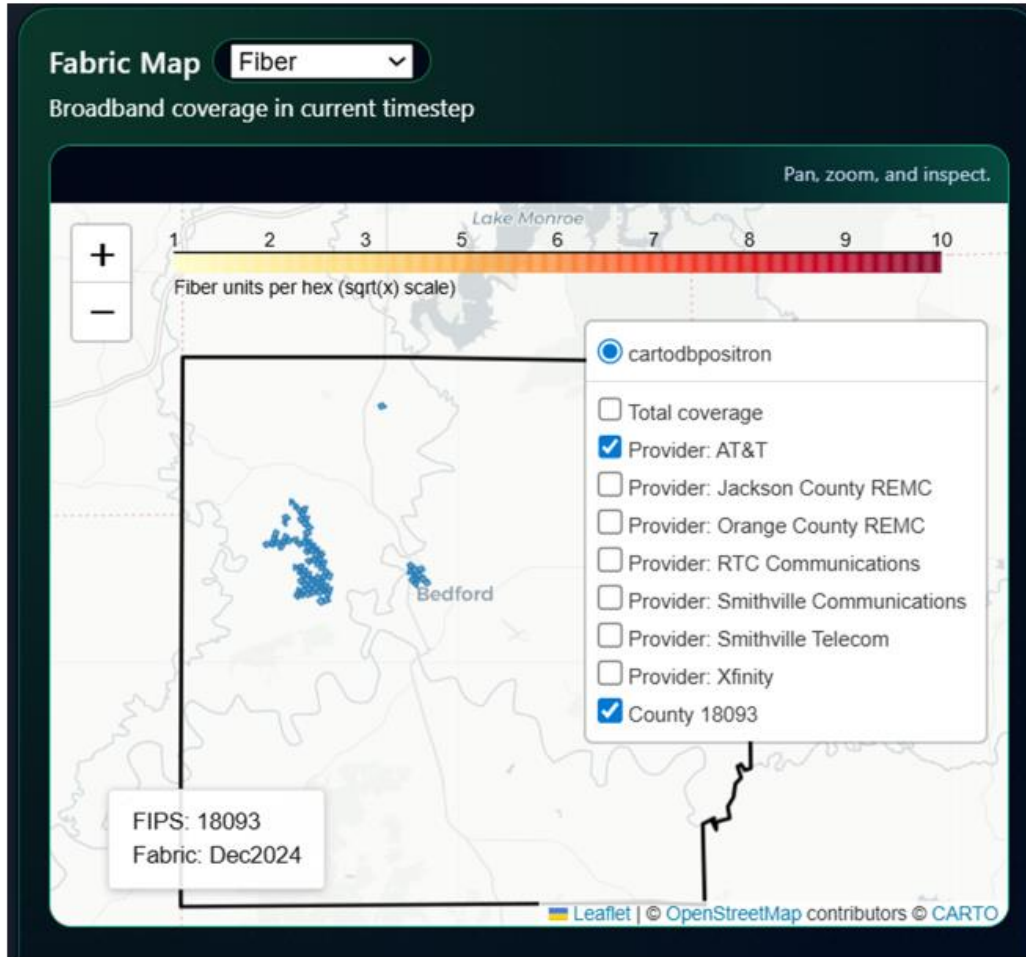 Fabric Map Fiber
Broadband coverage in current timestep
Pan, zoom, and inspect.
Lake Monroe
+
−
1 2 3 5 6 7 8 9 10
Fiber units per hex (sqrt(x) scale)
cartodbpositron
Total coverage
Provider: AT&T
Provider: Jackson County REMC
Provider: Orange County REMC
Provider: RTC Communications
Provider: Smithville Communications
Provider: Smithville Telecom
Provider: Xfinity
County 18093
Bedford
FIPS: 18093
Fabric: Dec2024
Leaflet | © OpenStreetMap contributors © CARTO